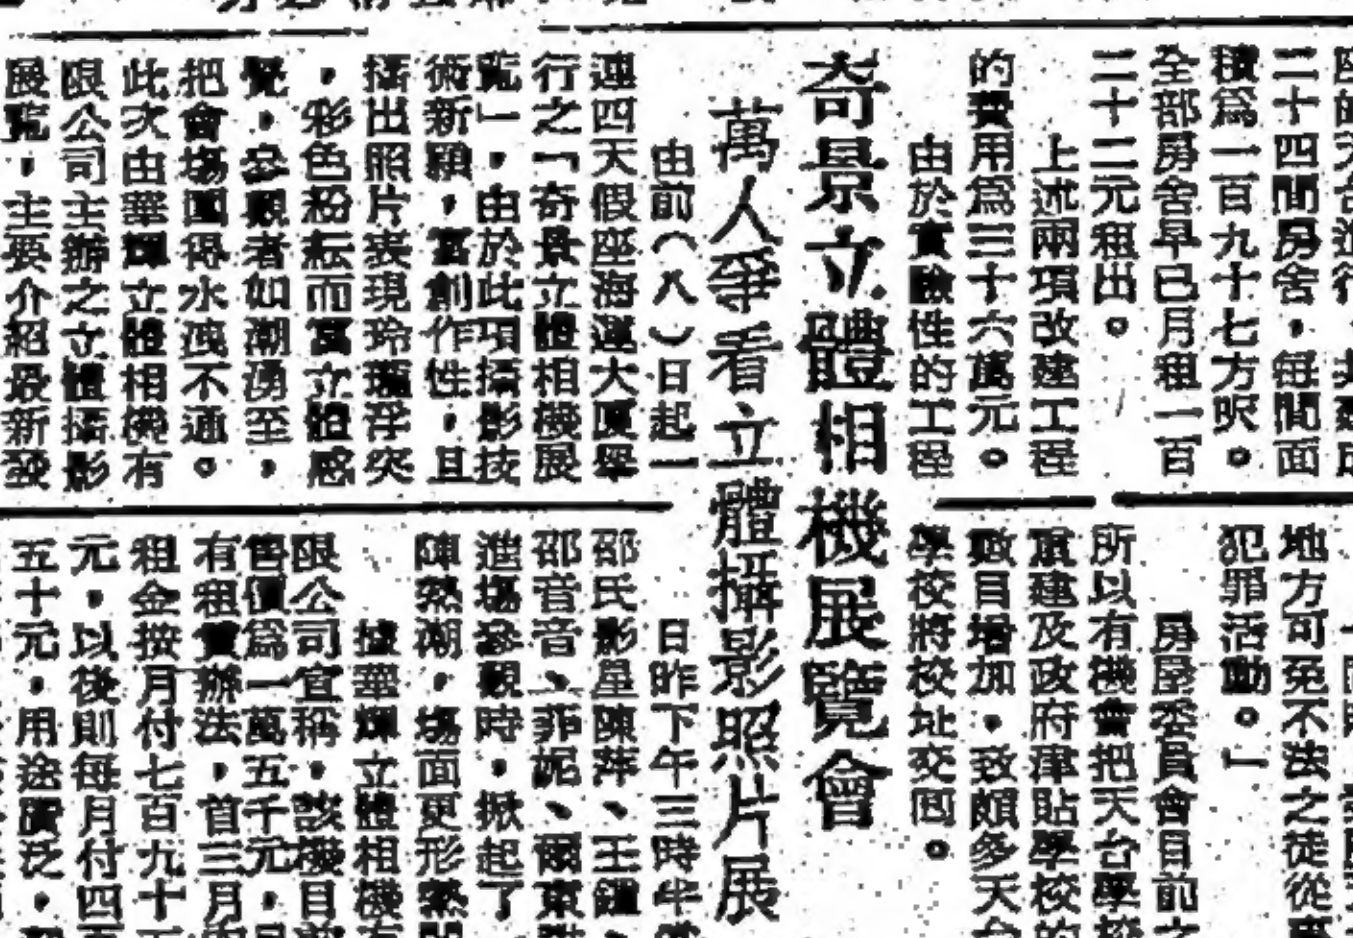 二十四間房舍，每間面
積爲一百九十七方呎。
全部房舍早已月租一百
二十二元租出。
上述兩項改建工程
的費用爲三十六萬元。
由於實驗性的工程
地方可免不法之徒從
犯罪活動。」
房屋委員會目前之
所以有機會把天台學校
重建及政府津貼學校的
數目增加，致頗多天台
學校將校址交囘。
奇景立體相機展覽會
萬人爭看立體攝影照片展
由前（八）日起一
連四天假座海運大厦舉
行之「奇景立體相機展
覽」，由於此項攝影技
術新穎，富創作性，且
攝出照片表現玲瓏浮突
，彩色粉紜而富立體感
覺，參觀者如潮湧至，
把會場圍得水洩不通。
此次由華輝立體相機有
限公司主辦之立體攝影
展覽，主要介紹最新發
日昨下午三時半
邵氏影星陳萍、王鍾、
邵音音、菲妮、爾東
進場參觀時，掀起了
陣熱潮，場面更形熱
據華輝立體相機有
限公司宣稱，該機目前
售價爲一萬五千元，
有租賣辦法，首三月
租金按月付七百九十
元，以後則每月付四
五十元，用途廣泛，